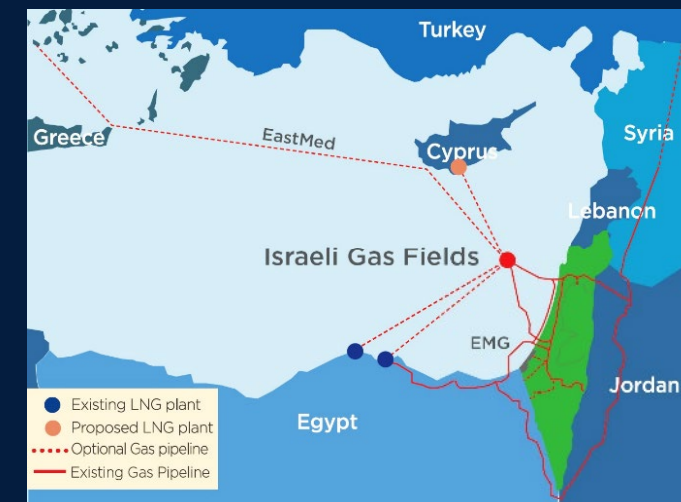 Turkey
Greece
EastMed
Cyprus
Syria
Lebanon
Israeli Gas Fields
EMG
Jordan
Egypt
Existing LNG plant
Proposed LNG plant
Optional Gas pipeline
Existing Gas Pipeline